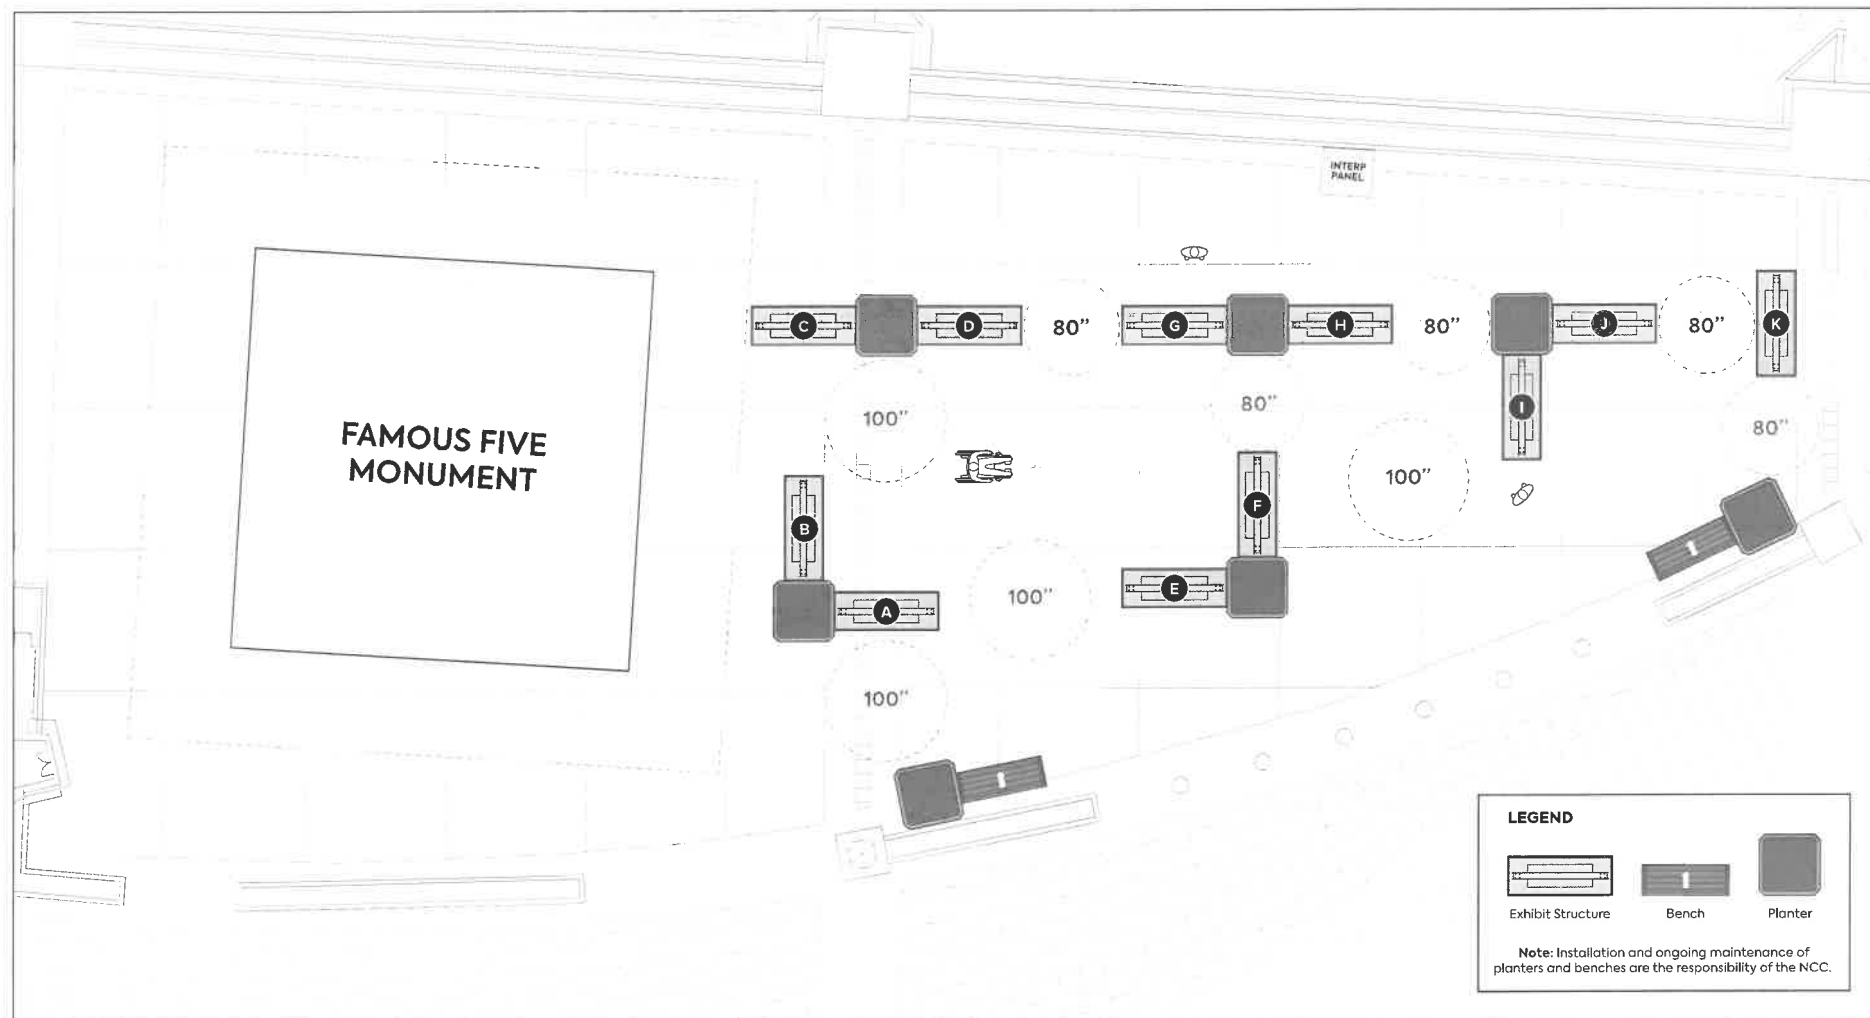 INTERP
PANEL
C
D
80"
G
H
80"
J
80"
K
100"
80"
I
80"
FAMOUS FIVE
MONUMENT
100"
B
F
A
100"
E
100"
LEGEND
Exhibit Structure
Bench
Planter
Note: Installation and ongoing maintenance of
planters and benches are the responsibility of the NCC.